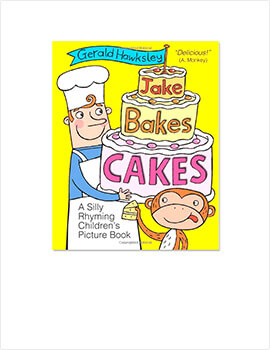 Gerald Hawksley
"Delicious!"
(A. Monkey)
Jake
Bakes
CAKES
A Silly
Rhyming
Children's
Picture Book